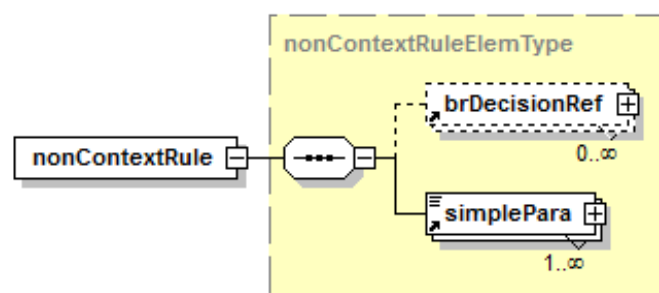 nonContextRuleElemType
brDecisionRef
0..∞
nonContextRule
simplePara
1..∞